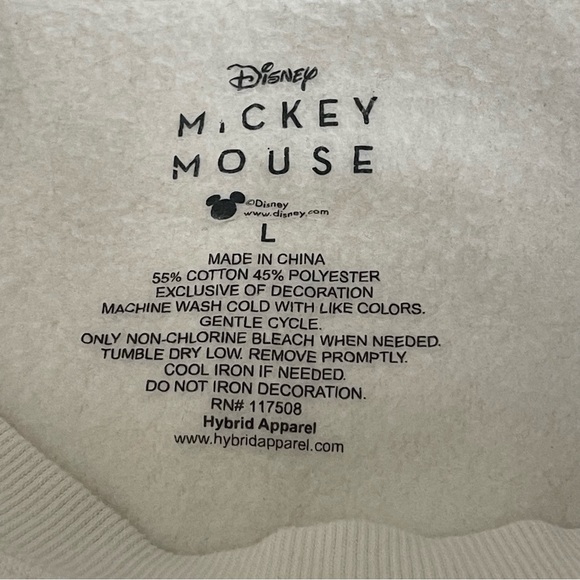 Disney
MICKEY
MOUSE
©Disney
www.disney.com
L
MADE IN CHINA
55% COTTON 45% POLYESTER
EXCLUSIVE OF DECORATION
MACHINE WASH COLD WITH LIKE COLORS.
GENTLE CYCLE.
ONLY NON-CHLORINE BLEACH WHEN NEEDED.
TUMBLE DRY LOW. REMOVE PROMPTLY.
COOL IRON IF NEEDED.
DO NOT IRON DECORATION.
RN# 117508
Hybrid Apparel
www.hybridapparel.com